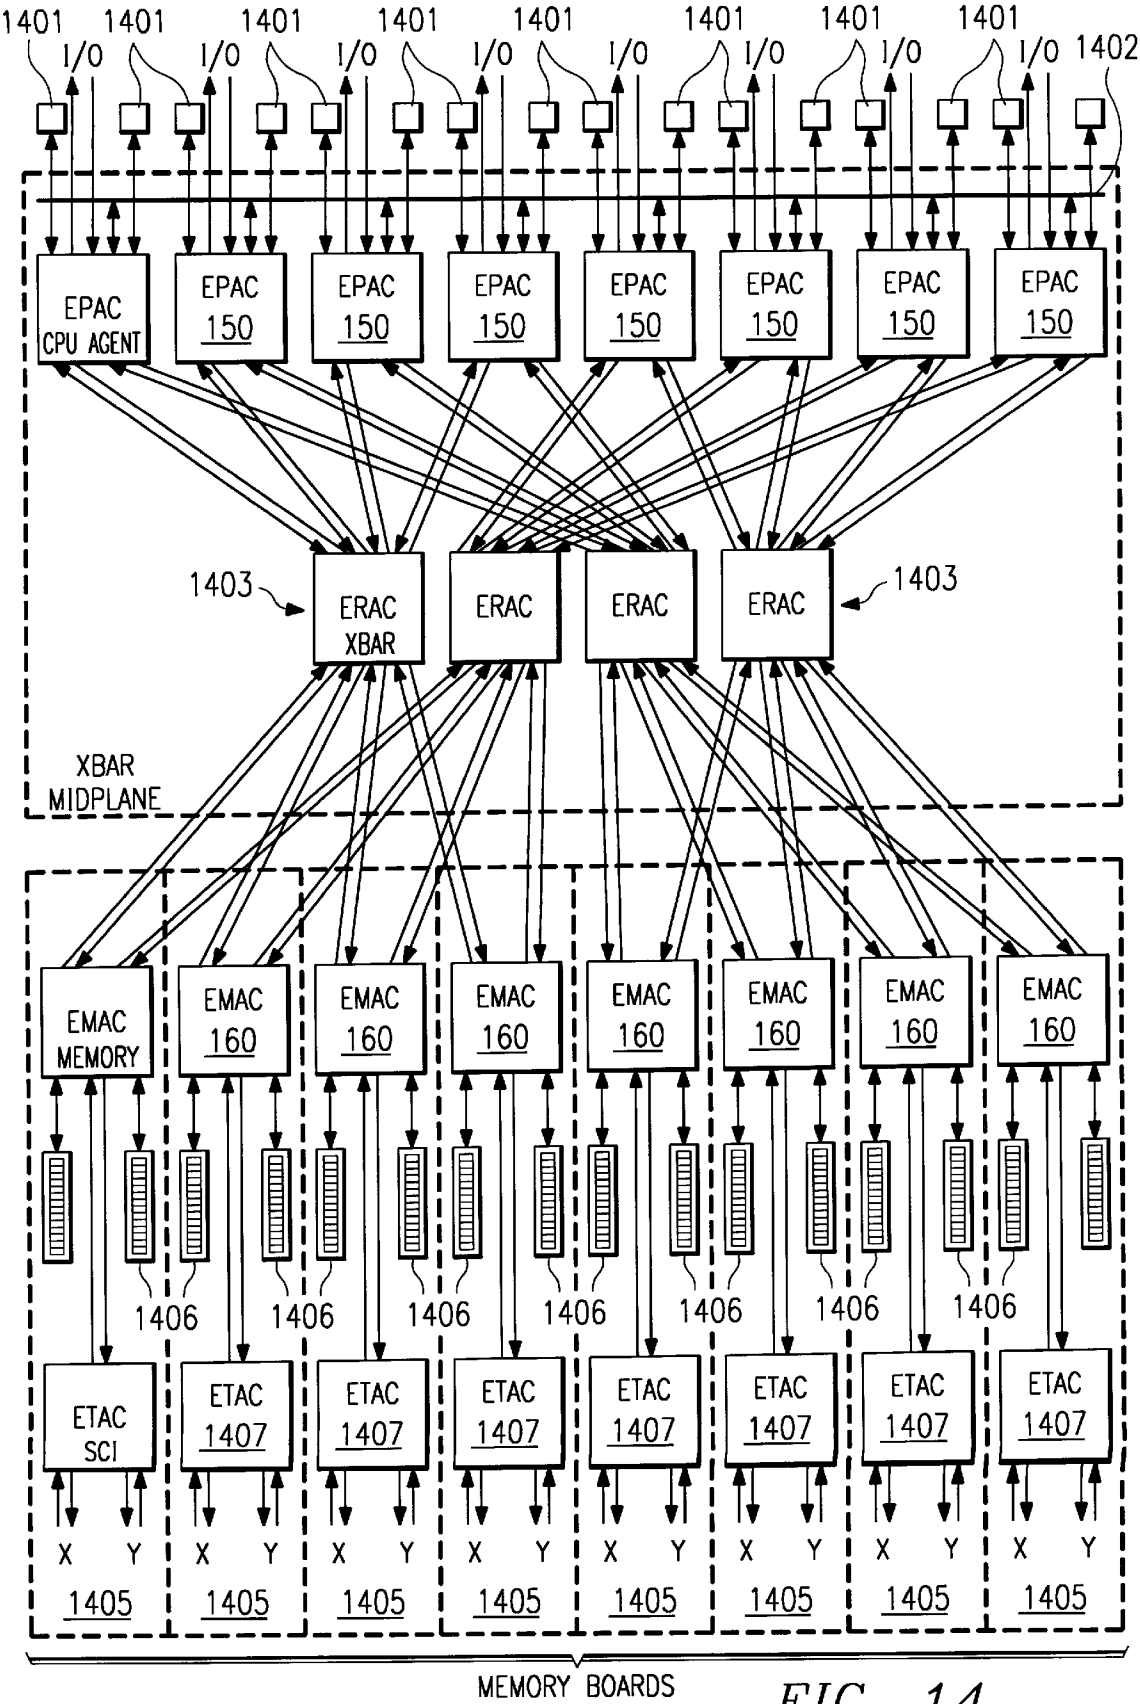 1401 1401 1401 1401 1401 1401 1401 1401
I/O I/O I/O I/O I/O I/O I/O I/O 1402
EPAC CPU AGENT
EPAC 150
EPAC 150
EPAC 150
EPAC 150
EPAC 150
EPAC 150
EPAC 150
1403
ERAC XBAR
ERAC
ERAC
ERAC
1403
XBAR
MIDPLANE
EMAC MEMORY
EMAC 160
EMAC 160
EMAC 160
EMAC 160
EMAC 160
EMAC 160
EMAC 160
1406 1406 1406 1406 1406 1406 1406
ETAC SCI
ETAC 1407
ETAC 1407
ETAC 1407
ETAC 1407
ETAC 1407
ETAC 1407
ETAC 1407
X Y X Y X Y X Y X Y X Y X Y X Y
1405 1405 1405 1405 1405 1405 1405 1405
MEMORY BOARDS
FIG. 14